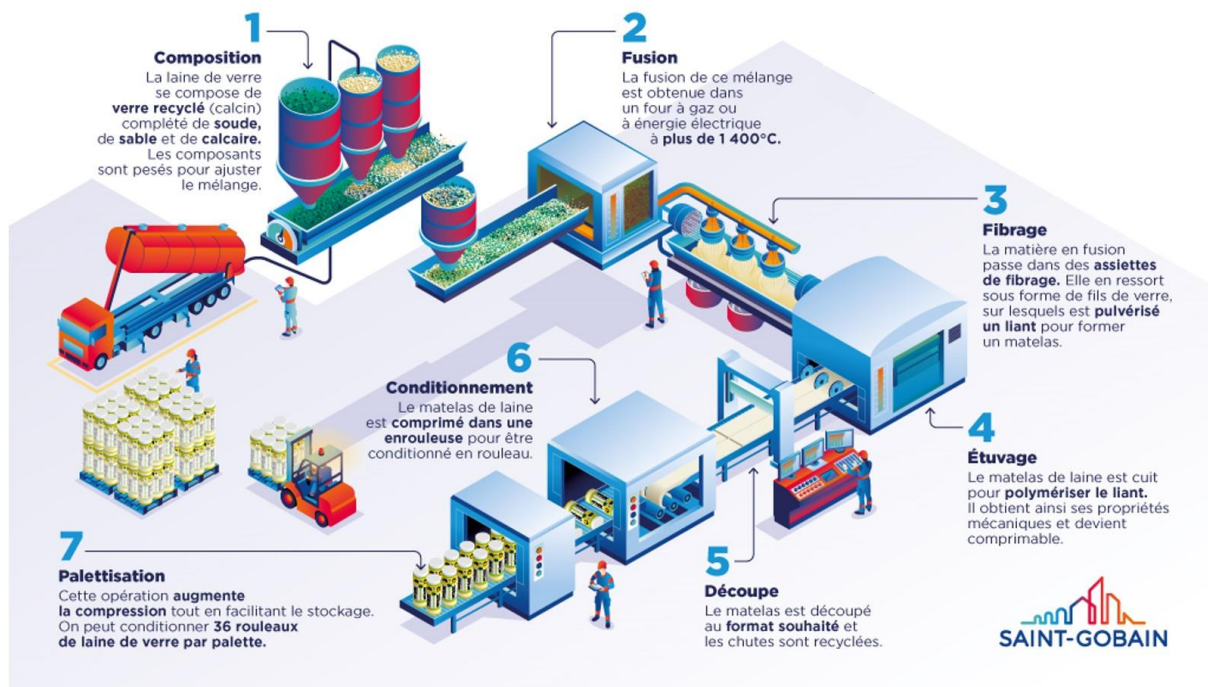 1
Composition
La laine de verre
se compose de
verre recyclé (calcin)
complété de soude,
de sable et de calcaire.
Les composants
sont pesés pour ajuster
le mélange.
2
Fusion
La fusion de ce mélange
est obtenue dans
un four à gaz ou
à énergie électrique
à plus de 1 400°C.
3
Fibrage
La matière en fusion
passe dans des assiettes
de fibrage. Elle en ressort
sous forme de fils de verre,
sur lesquels est pulvérisé
un liant pour former
un matelas.
4
Étuvage
Le matelas de laine est cuit
pour polymériser le liant.
Il obtient ainsi ses propriétés
mécaniques et devient
comprimable.
5
Découpe
Le matelas est découpé
au format souhaité et
les chutes sont recyclées.
6
Conditionnement
Le matelas de laine
est comprimé dans une
enrouleuse pour être
conditionné en rouleau.
7
Palettisation
Cette opération augmente
la compression tout en facilitant le stockage.
On peut conditionner 36 rouleaux
de laine de verre par palette.
SAINT-GOBAIN